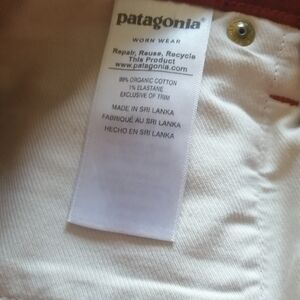 patagonia®
WORN WEAR
Repair, Reuse, Recycle
This Product
www.patagonia.com
99% ORGANIC COTTON
1% ELASTANE
EXCLUSIVE OF TRIM
MADE IN SRI LANKA
FABRIQUÉ AU SRI LANKA
HECHO EN SRI LANKA